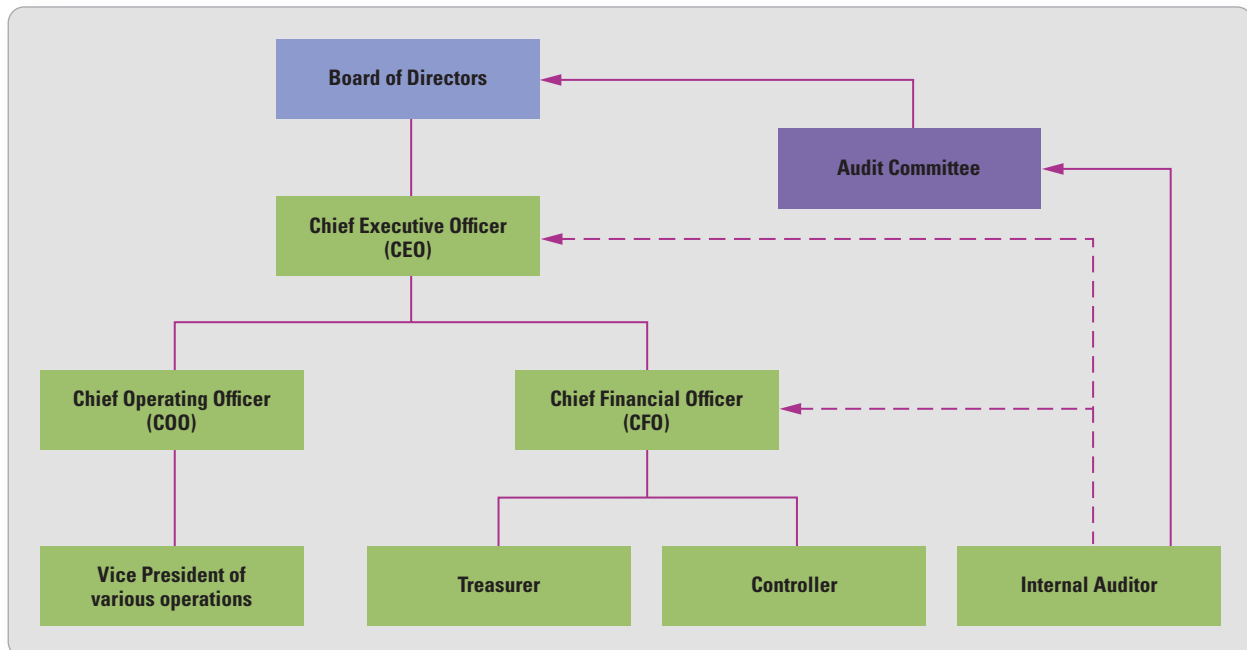 Board of Directors
Audit Committee
Chief Executive Officer
(CEO)
Chief Operating Officer
(COO)
Chief Financial Officer
(CFO)
Vice President of
various operations
Treasurer
Controller
Internal Auditor